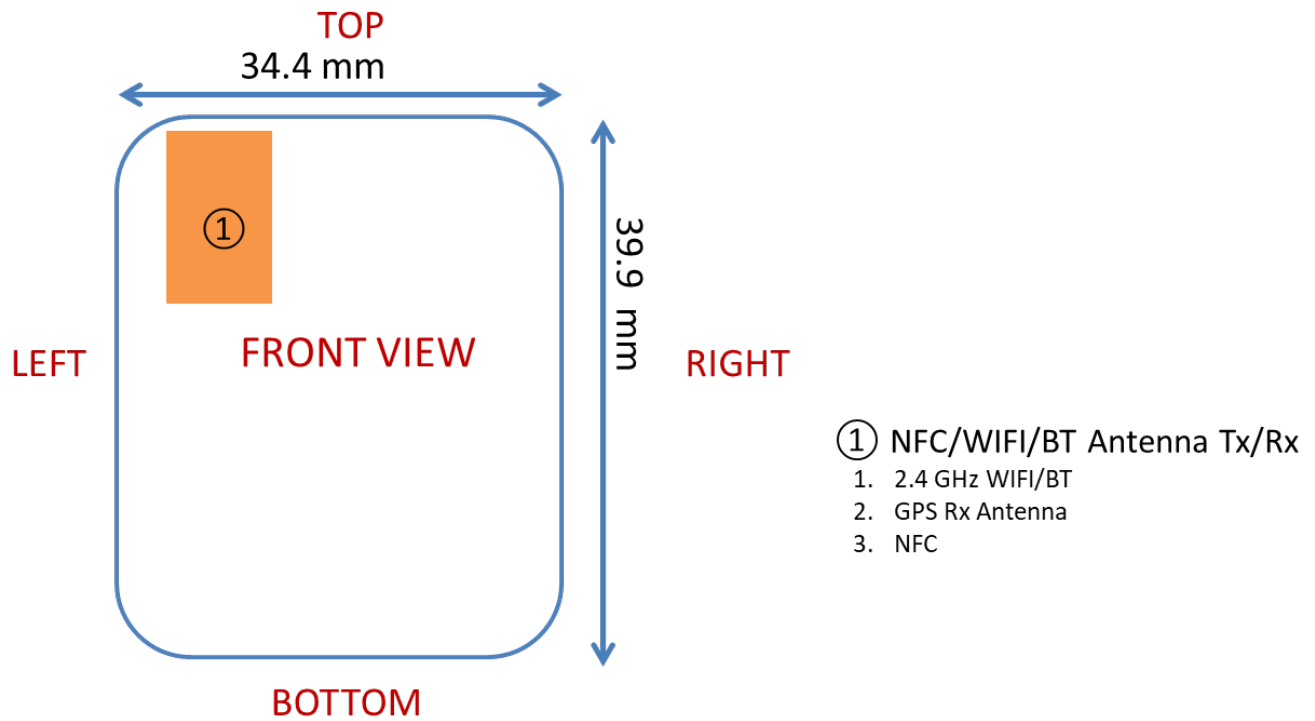 TOP
34.4 mm
①
39.9 mm
LEFT
FRONT VIEW
RIGHT
① NFC/WIFI/BT Antenna Tx/Rx
1. 2.4 GHz WIFI/BT
2. GPS Rx Antenna
3. NFC
BOTTOM